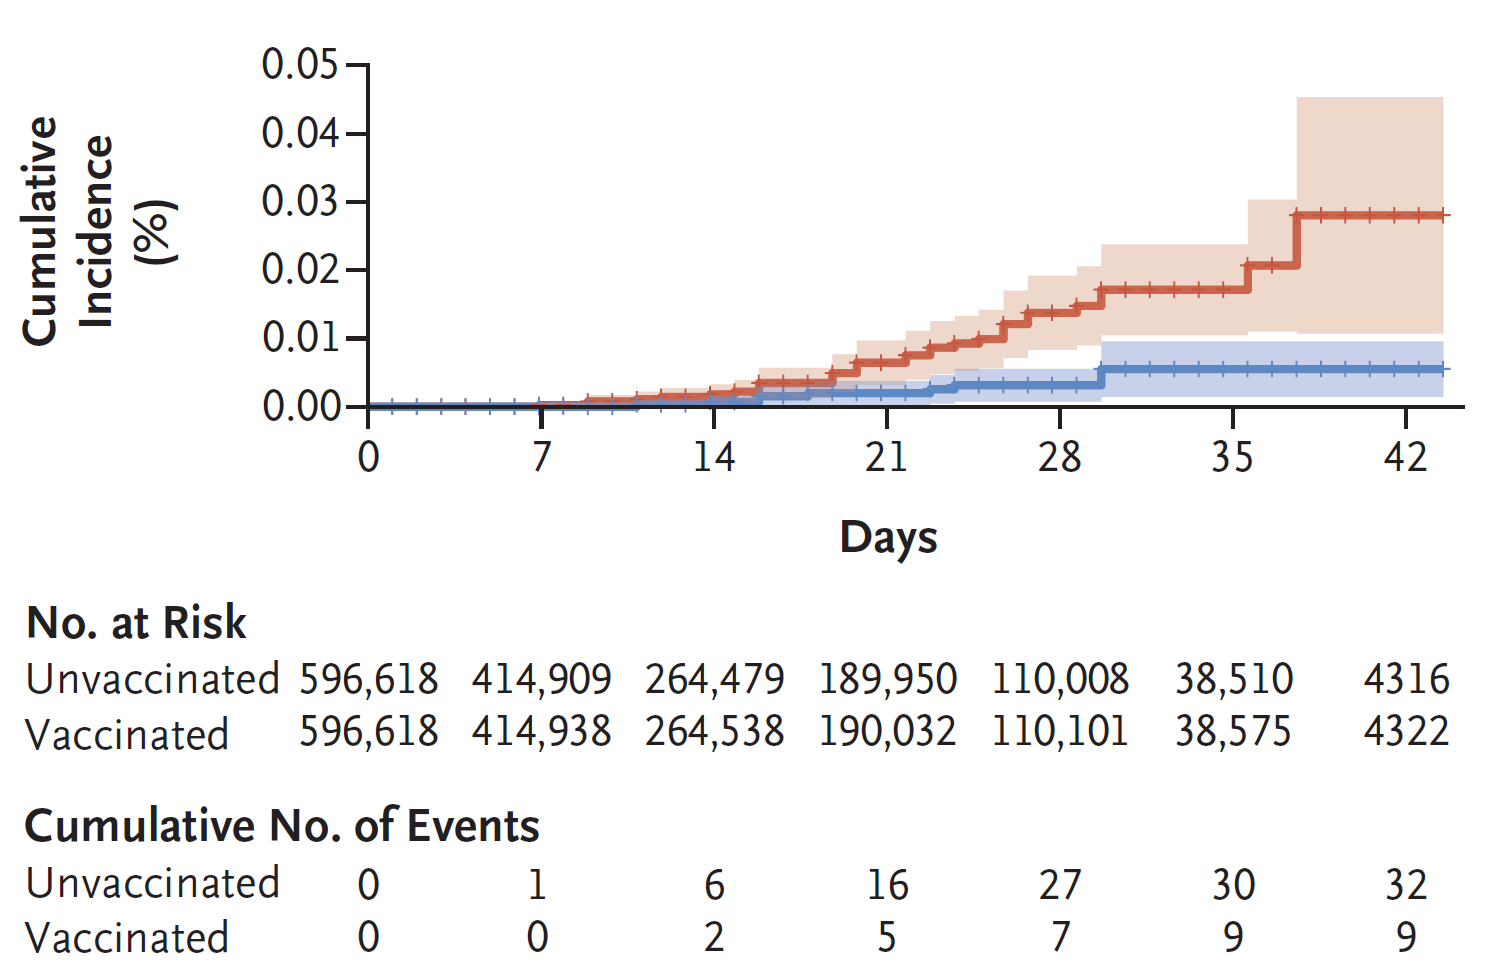 Cumulative
Incidence
(%)
0.05
0.04
0.03
0.02
0.01
0.00
0 7 14 21 28 35 42
Days
No. at Risk
Unvaccinated 596,618 414,909 264,479 189,950 110,008 38,510 4316
Vaccinated 596,618 414,938 264,538 190,032 110,101 38,575 4322
Cumulative No. of Events
Unvaccinated 0 1 6 16 27 30 32
Vaccinated 0 0 2 5 7 9 9